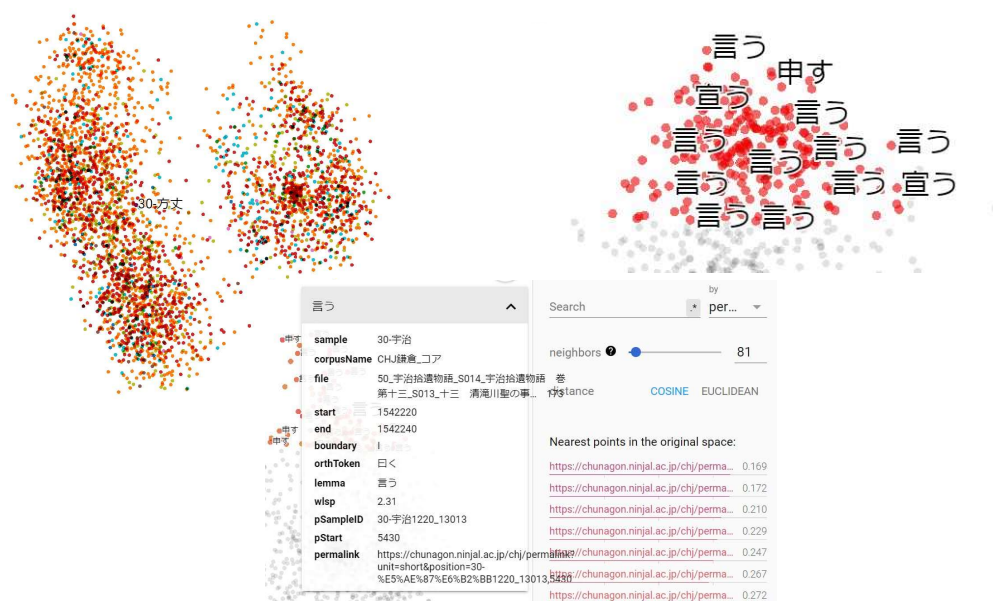 30-方丈
言う
申す
宣う
言う
言う
言う
言う
言う
言う
言う
宣う
言う
言う
言う
sample 30-宇治
corpusName CHJ鎌倉_コア
file 50_宇治拾遺物語_S014_宇治拾遺物語 巻
第十三_S013_十三 清滝川聖の事... 173
start 1542220
end 1542240
boundary I
orthToken 曰く
lemma 言う
wlsp 2.31
pSampleID 30-宇治1220_13013
pStart 5430
permalink https://chunagon.ninjal.ac.jp/chj/permalink?
unit=short&position=30-
%E5%AE%87%E6%B2%BB1220_13013,5430
申す
申す
申す
by
Search .* per...
neighbors ? 81
distance COSINE EUCLIDEAN
Nearest points in the original space:
https://chunagon.ninjal.ac.jp/chj/perma... 0.169
https://chunagon.ninjal.ac.jp/chj/perma... 0.172
https://chunagon.ninjal.ac.jp/chj/perma... 0.210
https://chunagon.ninjal.ac.jp/chj/perma... 0.229
https://chunagon.ninjal.ac.jp/chj/perma... 0.247
https://chunagon.ninjal.ac.jp/chj/perma... 0.267
https://chunagon.ninjal.ac.jp/chj/perma... 0.272